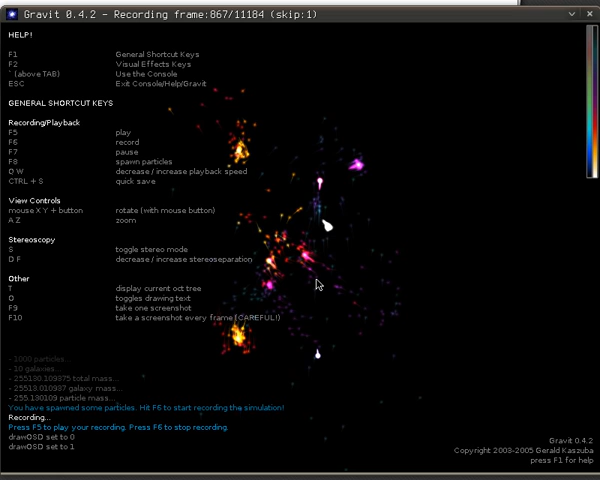 Gravit 0.4.2 - Recording frame:867/11184 (skip:1)
HELP!
F1 General Shortcut Keys
F2 Visual Effects Keys
` (above TAB) Use the Console
ESC Exit Console/Help/Gravit
GENERAL SHORTCUT KEYS
Recording/Playback
F5 play
F6 record
F7 pause
F8 spawn particles
Q W decrease / increase playback speed
CTRL + S quick save
View Controls
mouse X Y + button rotate (with mouse button)
A Z zoom
Stereoscopy
S toggle stereo mode
D F decrease / increase stereoseparation
Other
T display current oct tree
O toggles drawing text
F9 take one screenshot
F10 take a screenshot every frame (CAREFUL!)
- 1000 particles...
- 10 galaxies...
- 255130.109375 total mass...
- 25513.010937 galaxy mass...
- 255.130109 particle mass...
You have spawned some particles. Hit F6 to start recording the simulation!
Recording...
Press F5 to play your recording. Press F6 to stop recording.
drawOSD set to 0
drawOSD set to 1
Gravit 0.4.2
Copyright 2003-2005 Gerald Kaszuba
press F1 for help